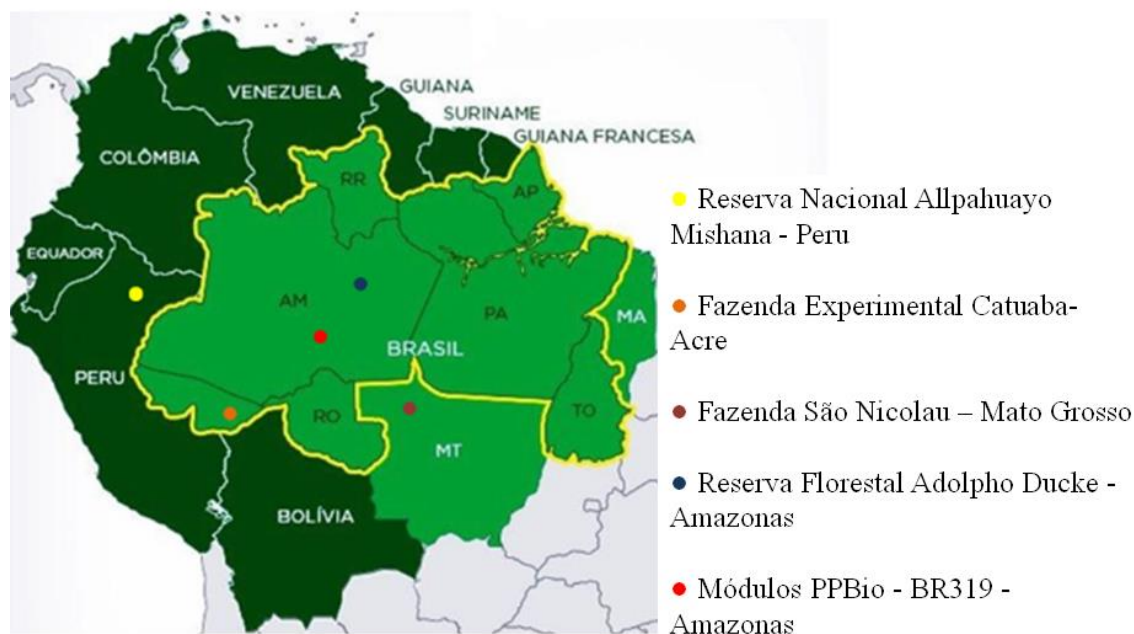 VENEZUELA
GUIANA
SURINAME
GUIANA FRANCESA
COLÔMBIA
RR
AP
EQUADOR
AM
PA
MA
BRASIL
PERU
RO
TO
MT
BOLÍVIA
Reserva Nacional Allpahuayo
Mishana - Peru
Fazenda Experimental Catuaba-
Acre
Fazenda São Nicolau – Mato Grosso
Reserva Florestal Adolpho Ducke -
Amazonas
Módulos PPBio - BR319 -
Amazonas